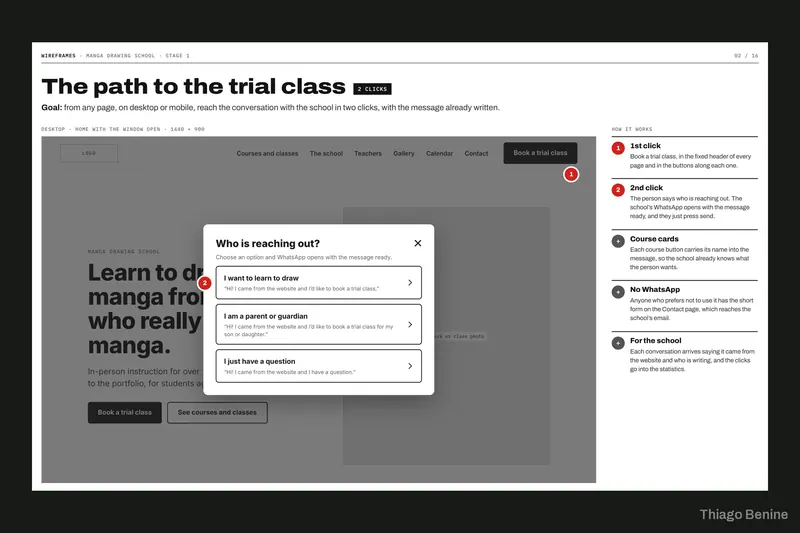 WIREFRAMES · MANGA DRAWING SCHOOL · STAGE 1
02 / 16
The path to the trial class
2 CLICKS
Goal: from any page, on desktop or mobile, reach the conversation with the school in two clicks, with the message already written.
DESKTOP · HOME WITH THE WINDOW OPEN · 1440 × 900
LOGO
Courses and classes The school Teachers Gallery Calendar Contact
Book a trial class
1
MANGA DRAWING SCHOOL
Learn to dr
manga fro
who really
manga.
In-person instruction for over
to the portfolio, for students a
Book a trial class
See courses and classes
or class photo
Who is reaching out?
Choose an option and WhatsApp opens with the message ready.
2
I want to learn to draw
"Hi! I came from the website and I'd like to book a trial class."
I am a parent or guardian
"Hi! I came from the website and I'd like to book a trial class for my
son or daughter."
I just have a question
"Hi! I came from the website and I have a question."
HOW IT WORKS
1
1st click
Book a trial class, in the fixed header of every
page and in the buttons along each one.
2
2nd click
The person says who is reaching out. The
school's WhatsApp opens with the message
ready, and they just press send.
+
Course cards
Each course button carries its name into the
message, so the school already knows what
the person wants.
+
No WhatsApp
Anyone who prefers not to use it has the short
form on the Contact page, which reaches the
school's email.
+
For the school
Each conversation arrives saying it came from
the website and who is writing, and the clicks
go into the statistics.
Thiago Benine